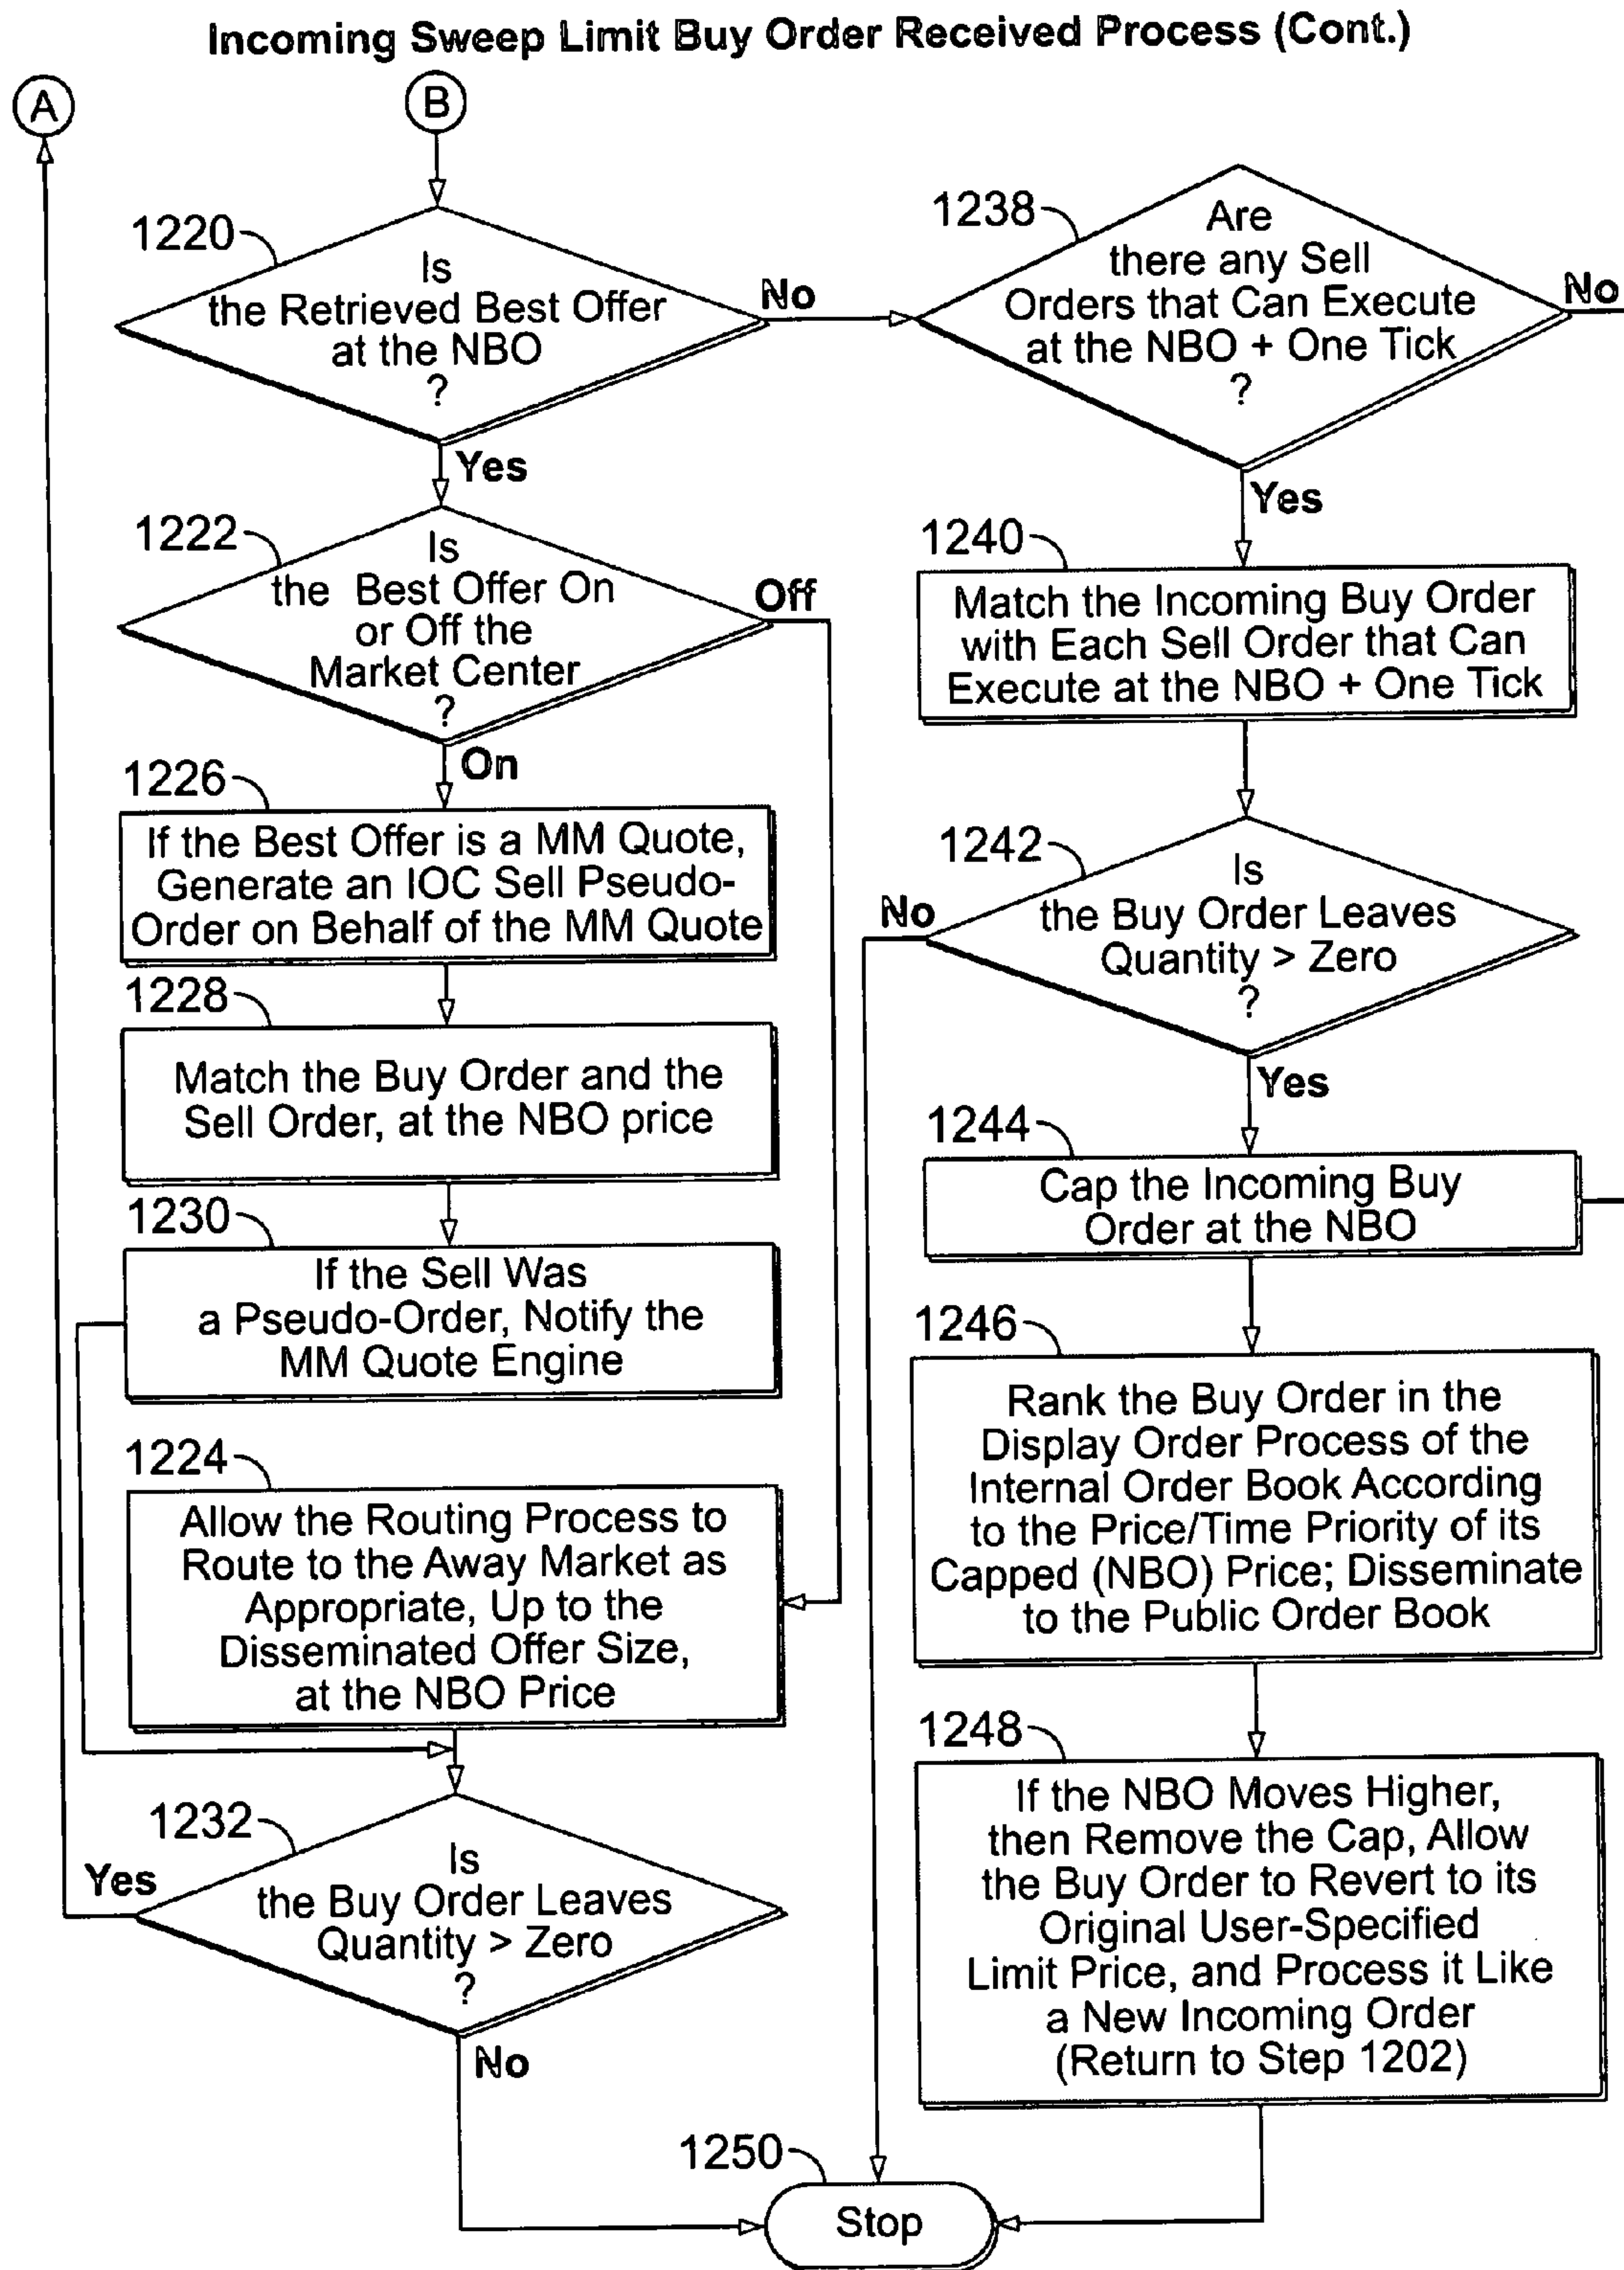 Incoming Sweep Limit Buy Order Received Process (Cont.)
A
B
1220
Is
the Retrieved Best Offer
at the NBO
?
No
Yes
1222
Is
the Best Offer On
or Off the
Market Center
?
Off
On
1226
If the Best Offer is a MM Quote,
Generate an IOC Sell Pseudo-
Order on Behalf of the MM Quote
1228
Match the Buy Order and the
Sell Order, at the NBO price
1230
If the Sell Was
a Pseudo-Order, Notify the
MM Quote Engine
1224
Allow the Routing Process to
Route to the Away Market as
Appropriate, Up to the
Disseminated Offer Size,
at the NBO Price
1232
Is
the Buy Order Leaves
Quantity > Zero
?
Yes
No
1238
Are
there any Sell
Orders that Can Execute
at the NBO + One Tick
?
No
Yes
1240
Match the Incoming Buy Order
with Each Sell Order that Can
Execute at the NBO + One Tick
1242
Is
the Buy Order Leaves
Quantity > Zero
?
No
Yes
1244
Cap the Incoming Buy
Order at the NBO
1246
Rank the Buy Order in the
Display Order Process of the
Internal Order Book According
to the Price/Time Priority of its
Capped (NBO) Price; Disseminate
to the Public Order Book
1248
If the NBO Moves Higher,
then Remove the Cap, Allow
the Buy Order to Revert to its
Original User-Specified
Limit Price, and Process it Like
a New Incoming Order
(Return to Step 1202)
1250
Stop